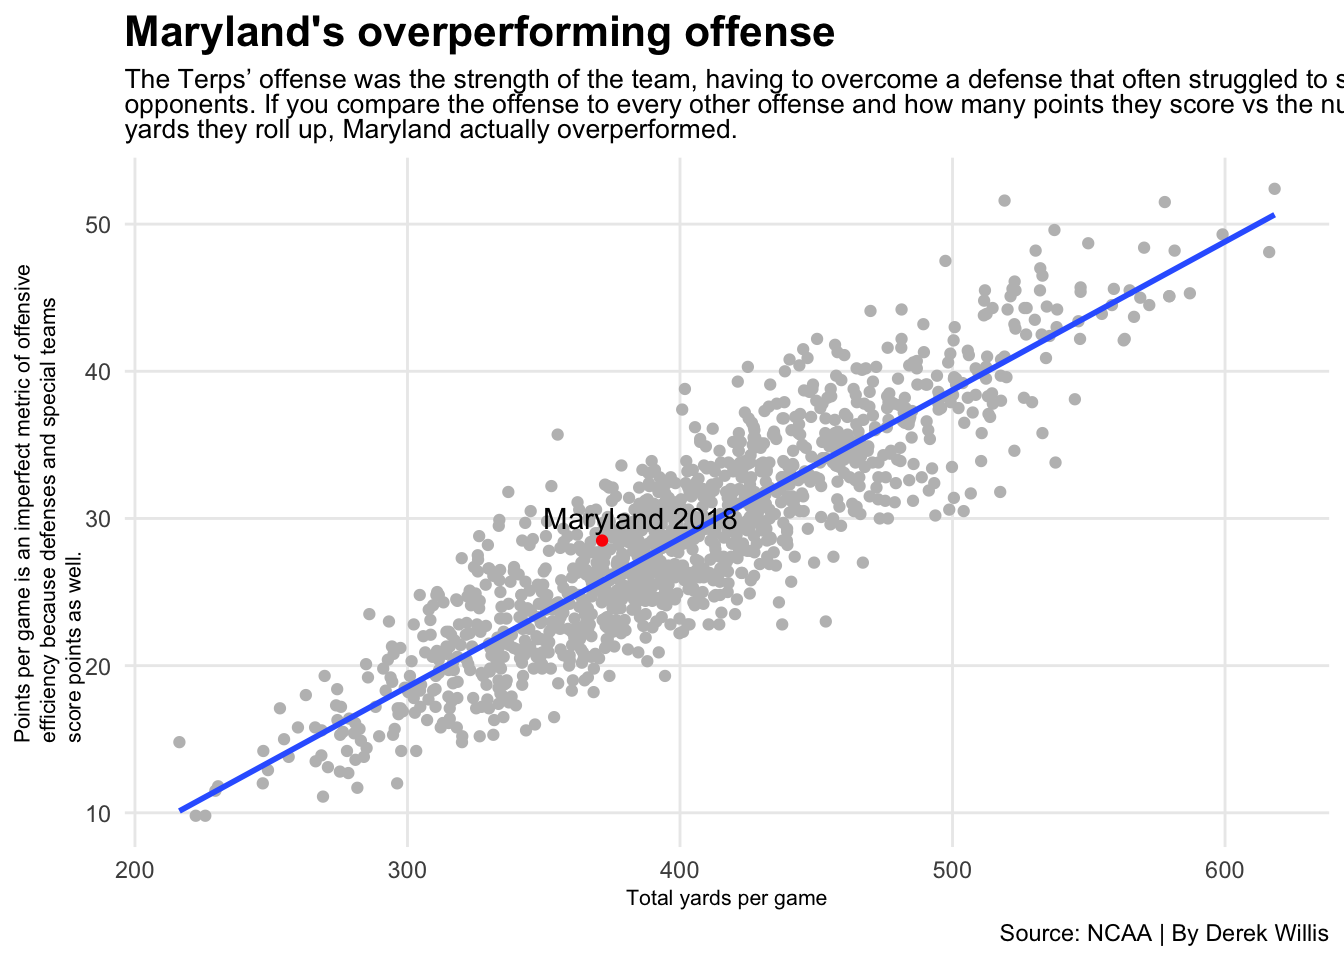 Maryland's overperforming offense
The Terps’ offense was the strength of the team, having to overcome a defense that often struggled to
opponents. If you compare the offense to every other offense and how many points they score vs the
yards they roll up, Maryland actually overperformed.
50
40
30
20
10
Points per game is an imperfect metric of offensive
efficiency because defenses and special teams
score points as well.
Maryland 2018
200 300 400 500 600
Total yards per game
Source: NCAA | By Derek Willis